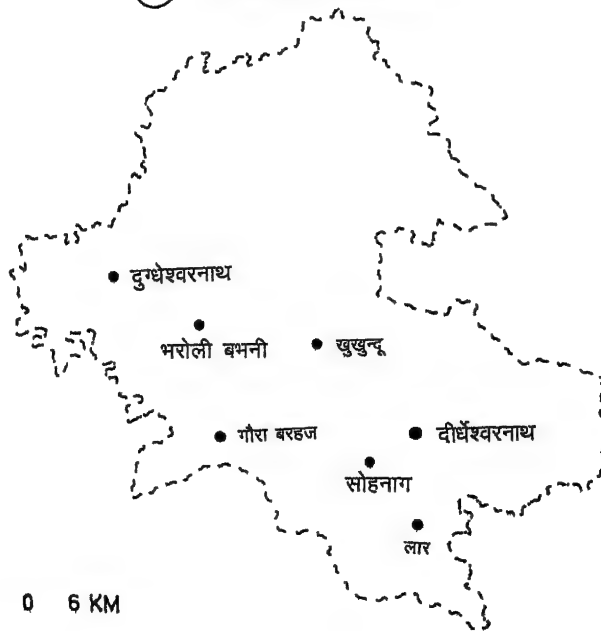 दुग्धेश्वरनाथ
भरोली बभनी
खुखुन्दू
गौरा बरहज
दीर्घेश्वरनाथ
सोहनाग
लार
0 6 KM